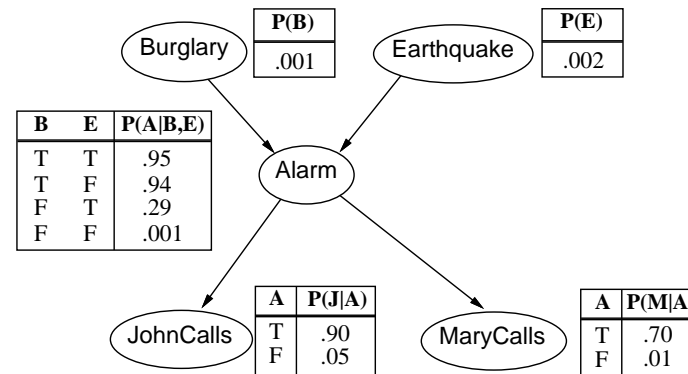 Burglary
P(B)
.001
Earthquake
P(E)
.002
B E P(A|B,E)
T T .95
T F .94
F T .29
F F .001
Alarm
JohnCalls
A P(J|A)
T .90
F .05
MaryCalls
A P(M|A
T .70
F .01